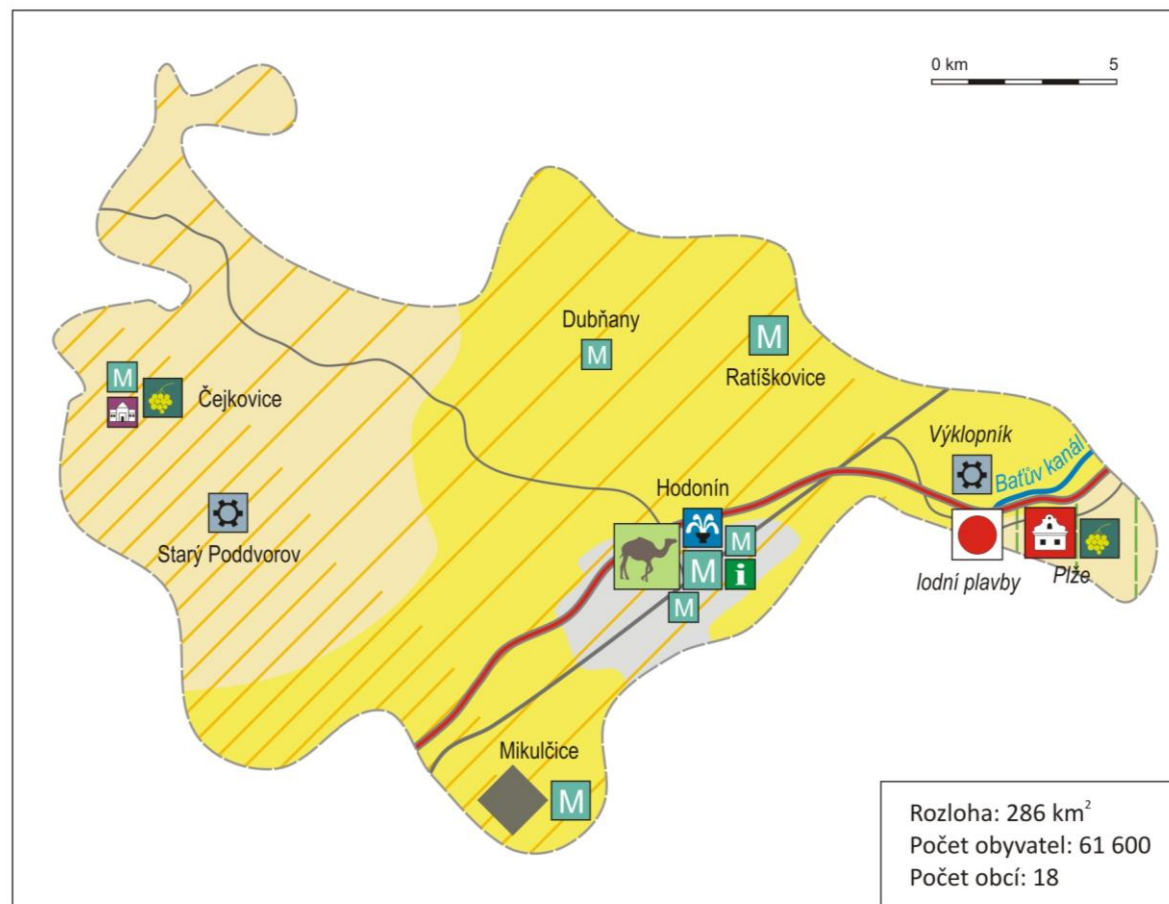 0 km 5
Dubňany
M
M
Ratíškovice
M
Čejkovice
Výklopník
Baťův kanál
Starý Poddvorov
Hodonín
M
M
i
M
lodní plavby
Plže
Mikulčice
M
Rozloha: 286 km²
Počet obyvatel: 61 600
Počet obcí: 18